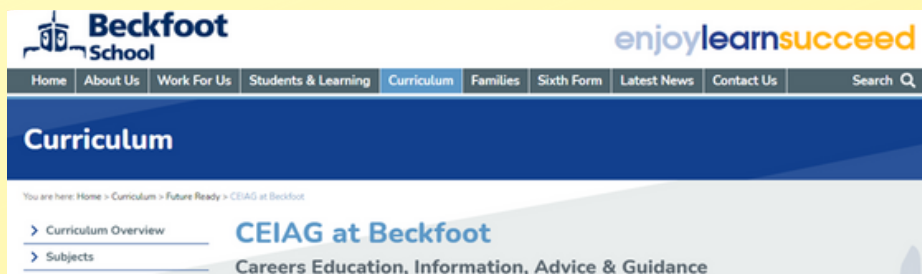 Beckfoot
School
enjoylearnsucceed
Home About Us Work For Us Students & Learning Curriculum Families Sixth Form Latest News Contact Us Search
Curriculum
You are here: Home > Curriculum > Future Ready > CEIAG at Beckfoot
> Curriculum Overview
CEIAG at Beckfoot
> Subjects
Careers Education, Information, Advice & Guidance